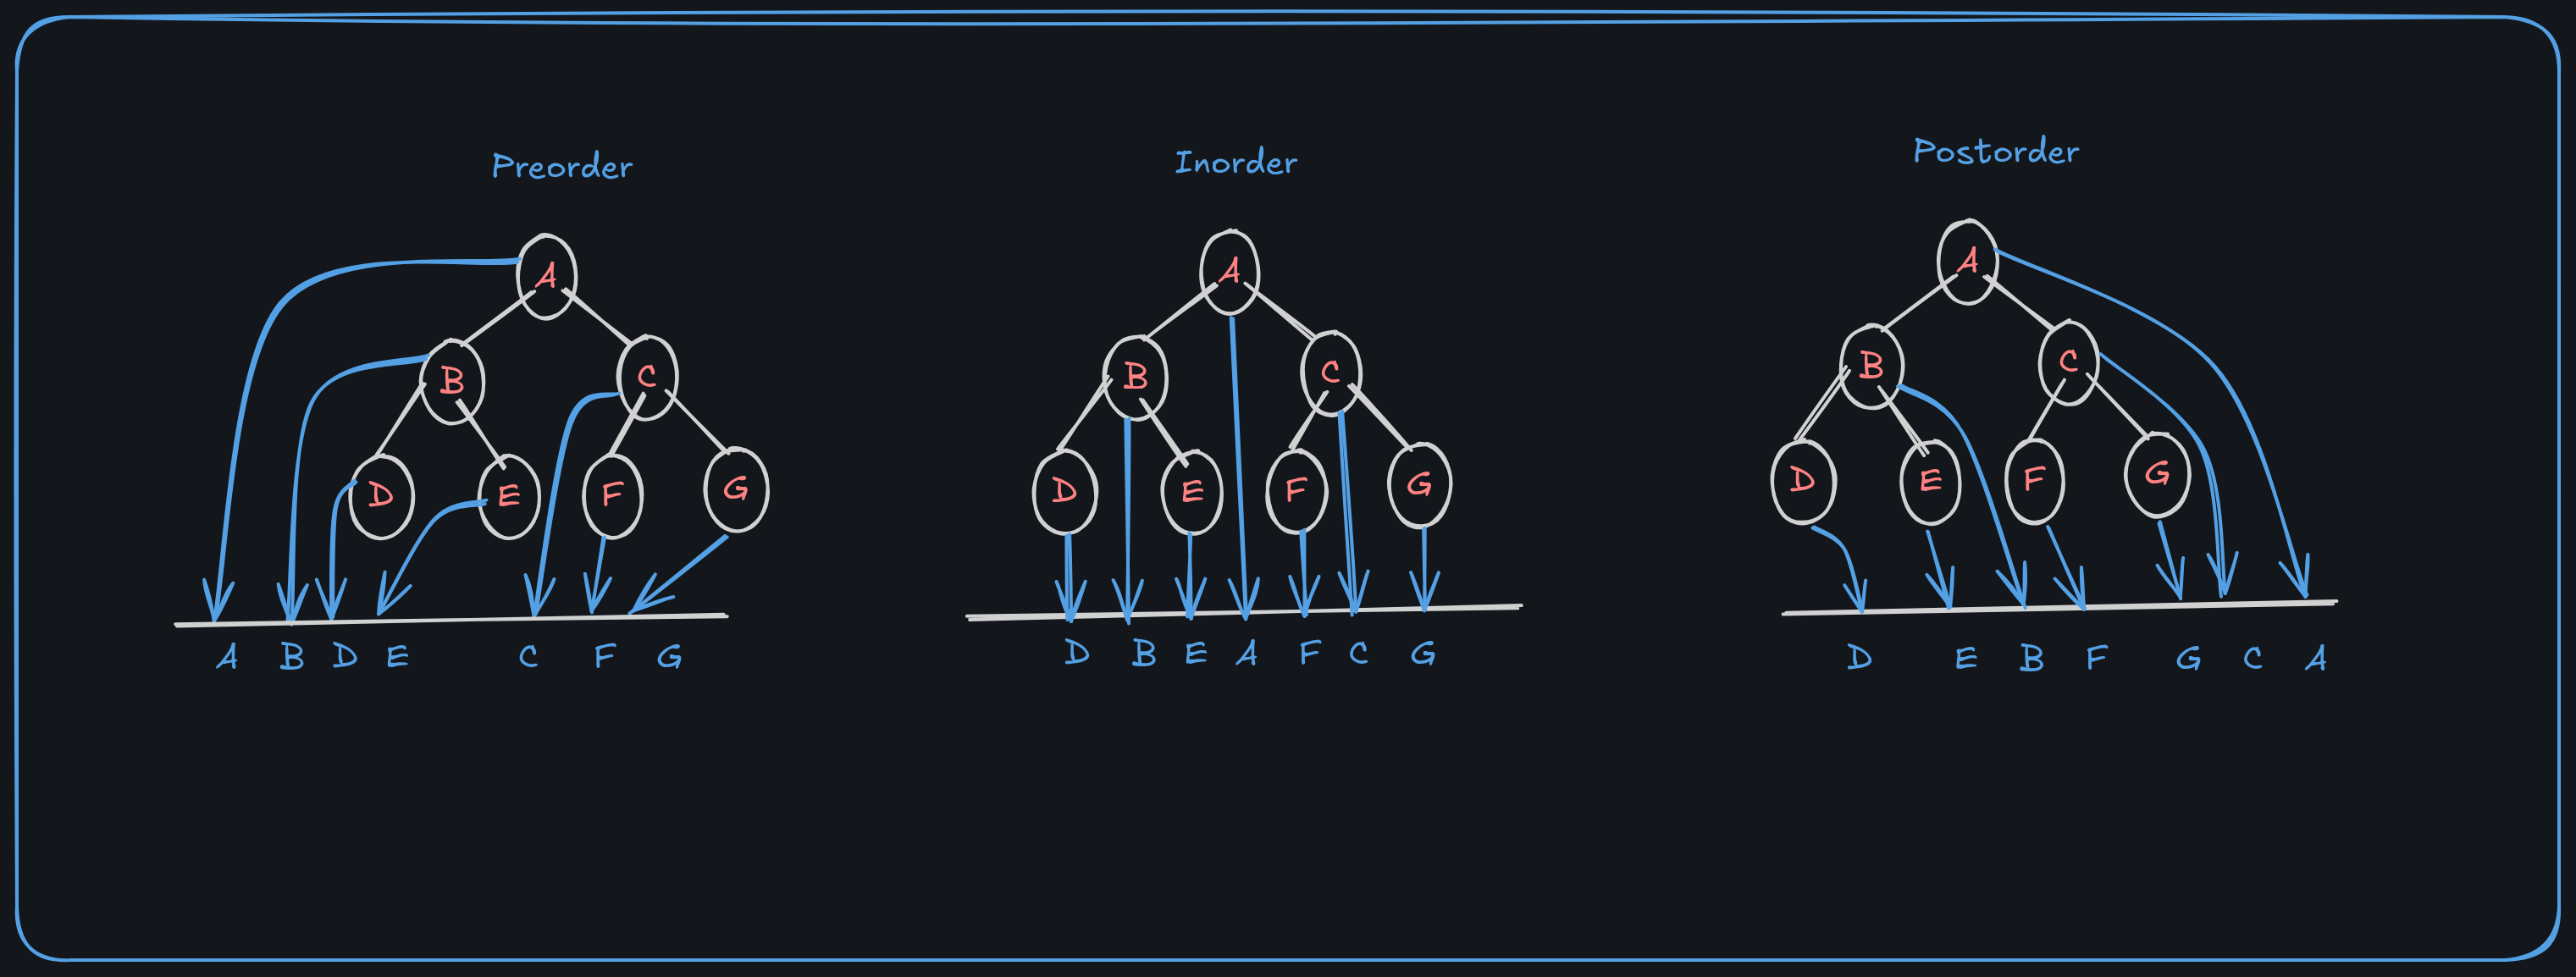 Preorder
Inorder
Postorder
A
B C
D E F G
A B D E C F G
A
B C
D E F G
D B E A F C G
A
B C
D E F G
D E B F G C A